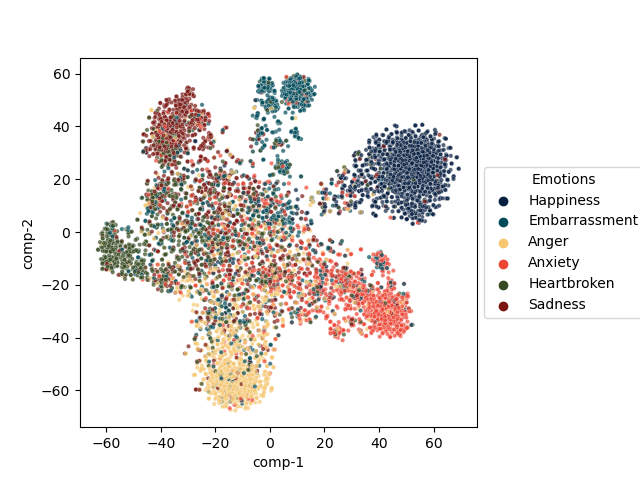 60
40
20
0
−20
−40
−60
comp-2
−60 −40 −20 0 20 40 60
comp-1
Emotions
Happiness
Embarrassment
Anger
Anxiety
Heartbroken
Sadness